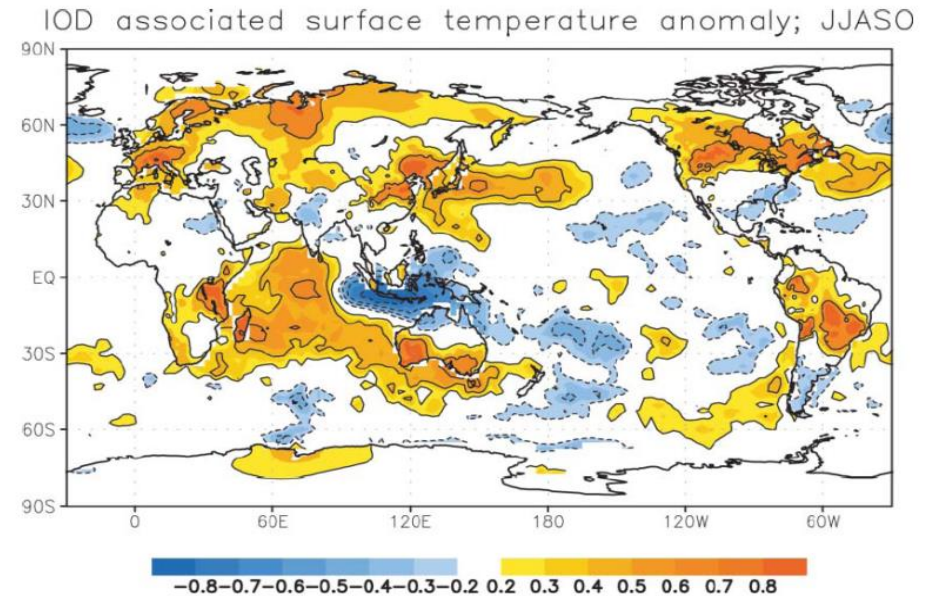 IOD associated surface temperature anomaly; JJASO
90N
60N
30N
EQ
30S
60S
90S
0 60E 120E 180 120W 60W
-0.8-0.7-0.6-0.5-0.4-0.3-0.2 0.2 0.3 0.4 0.5 0.6 0.7 0.8